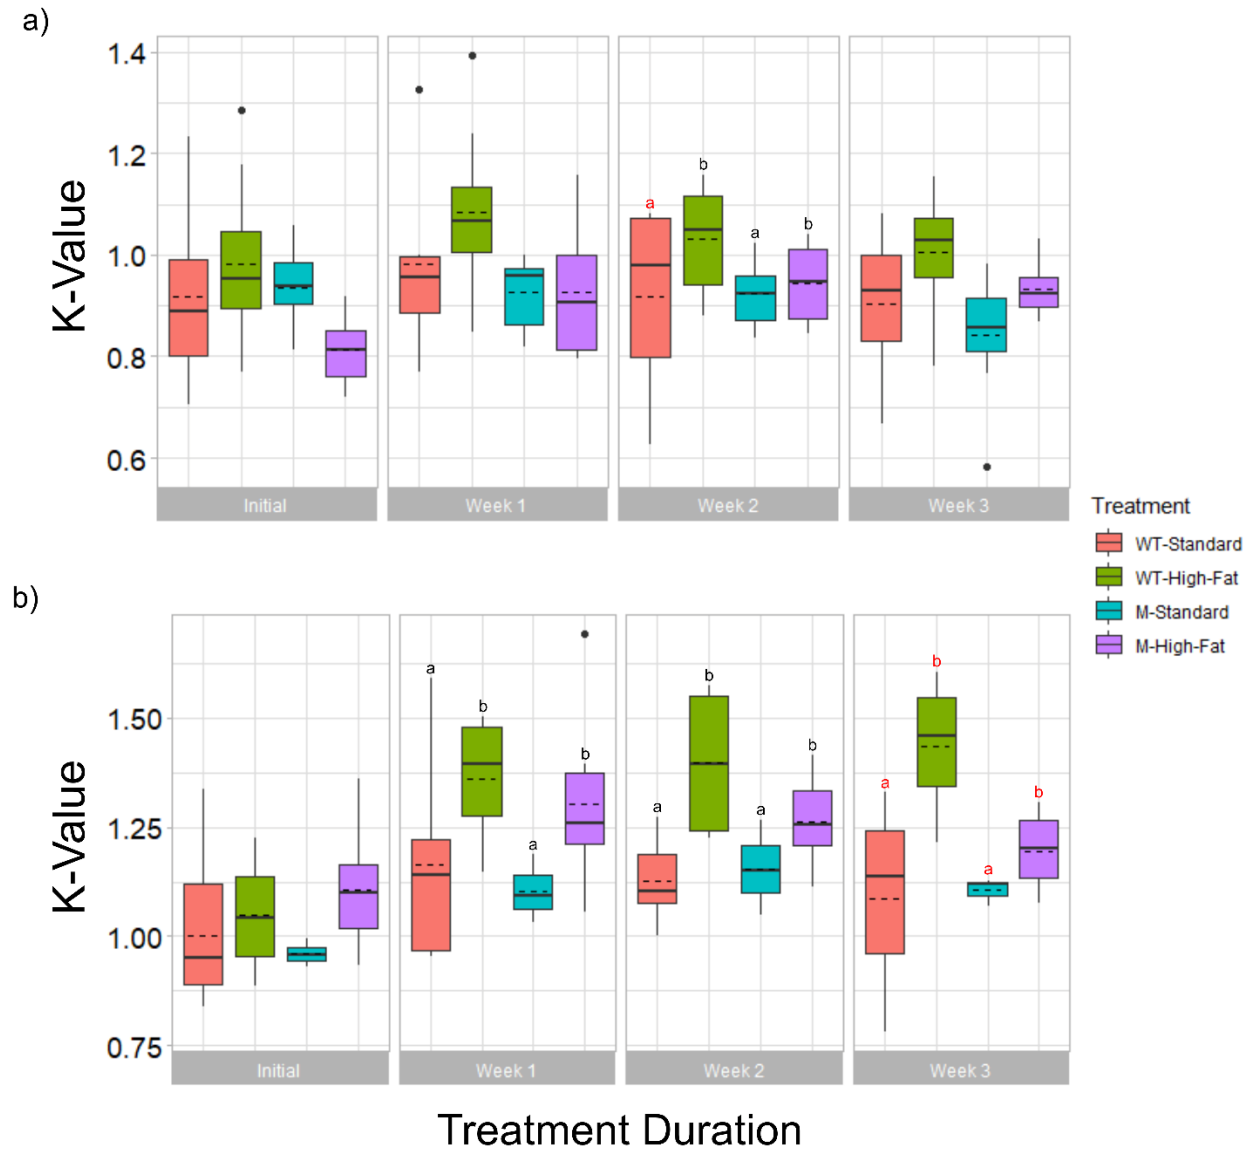 a)
K-Value
1.4
1.2
1.0
0.8
0.6
a
b
a
b
Initial
Week 1
Week 2
Week 3
Treatment
WT-Standard
WT-High-Fat
M-Standard
M-High-Fat
b)
K-Value
1.50
1.25
1.00
0.75
a
b
a
b
a
b
a
b
a
b
a
b
Initial
Week 1
Week 2
Week 3
Treatment Duration